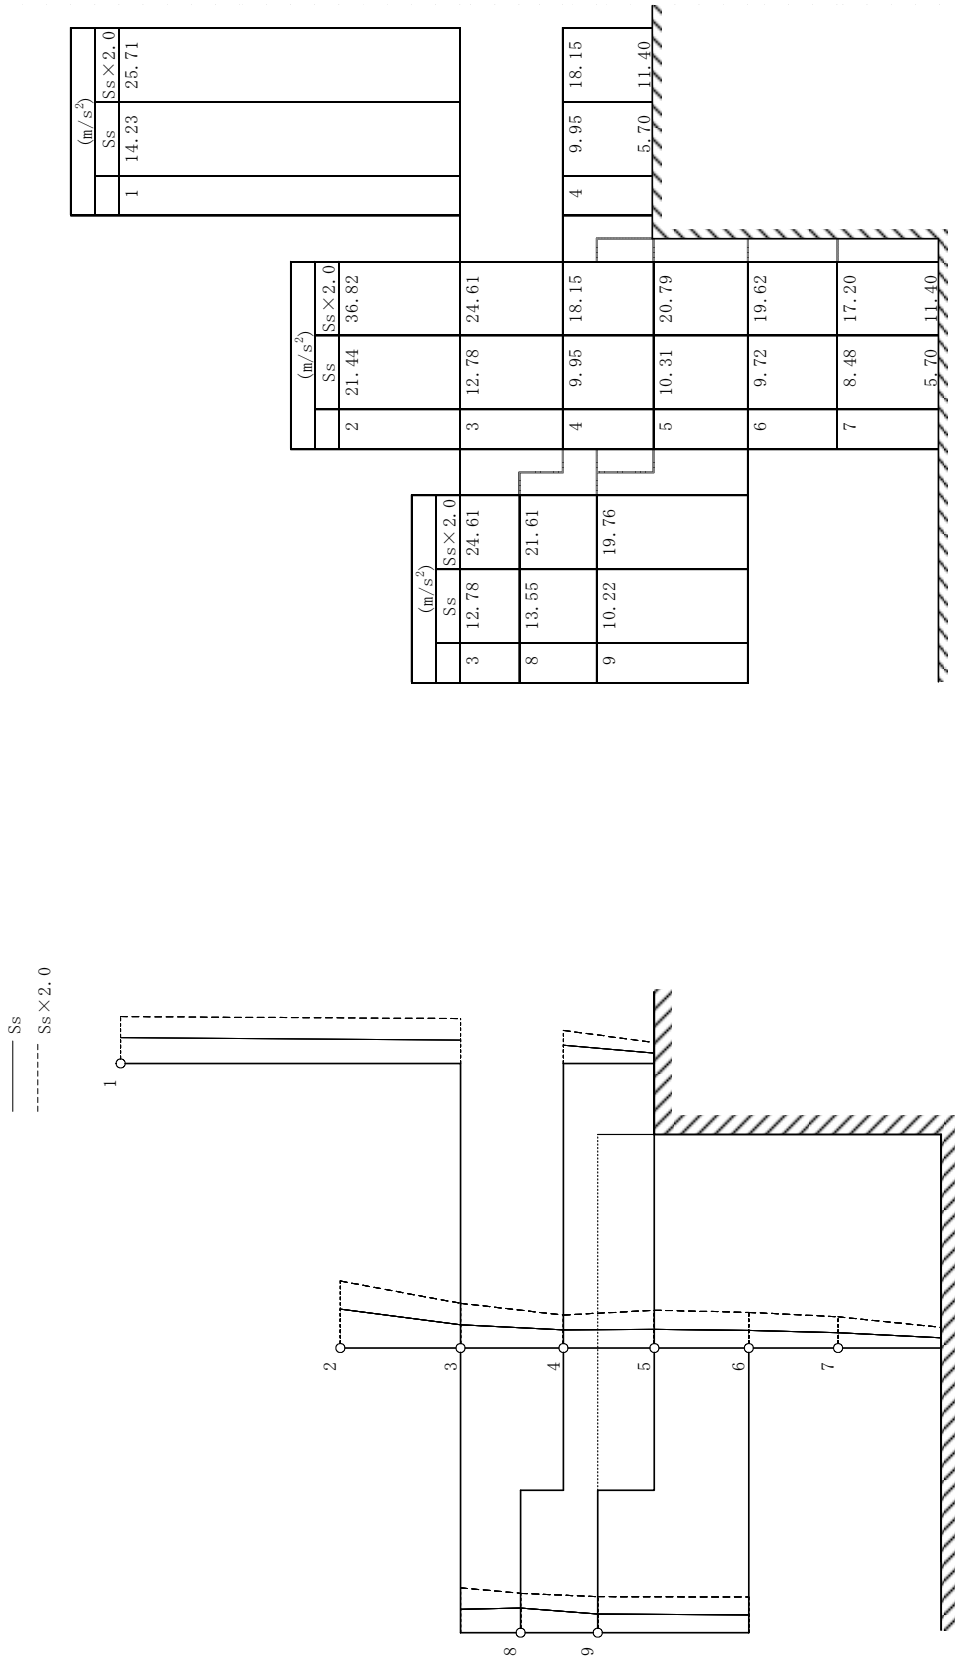 (m/s²)
Ss Ss×2.0
1 14.23 25.71
4 9.95 18.15
5.70 11.40
(m/s²)
Ss Ss×2.0
2 21.44 36.82
3 12.78 24.61
4 9.95 18.15
5 10.31 20.79
6 9.72 19.62
7 8.48 17.20
5.70 11.40
(m/s²)
Ss Ss×2.0
3 12.78 24.61
8 13.55 21.61
9 10.22 19.76
Ss
Ss×2.0
1
2
3
4
5
6
7
8
9